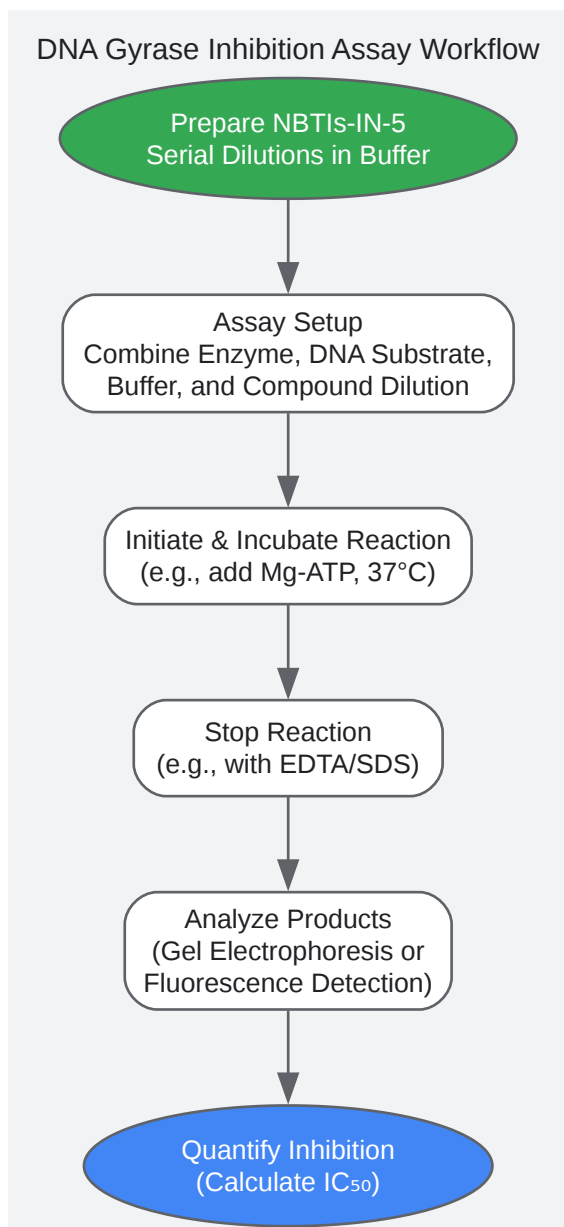 DNA Gyrase Inhibition Assay Workflow
Prepare NBTIs-IN-5
Serial Dilutions in Buffer
Assay Setup
Combine Enzyme, DNA Substrate,
Buffer, and Compound Dilution
Initiate & Incubate Reaction
(e.g., add Mg-ATP, 37°C)
Stop Reaction
(e.g., with EDTA/SDS)
Analyze Products
(Gel Electrophoresis or
Fluorescence Detection)
Quantify Inhibition
(Calculate IC₅₀)